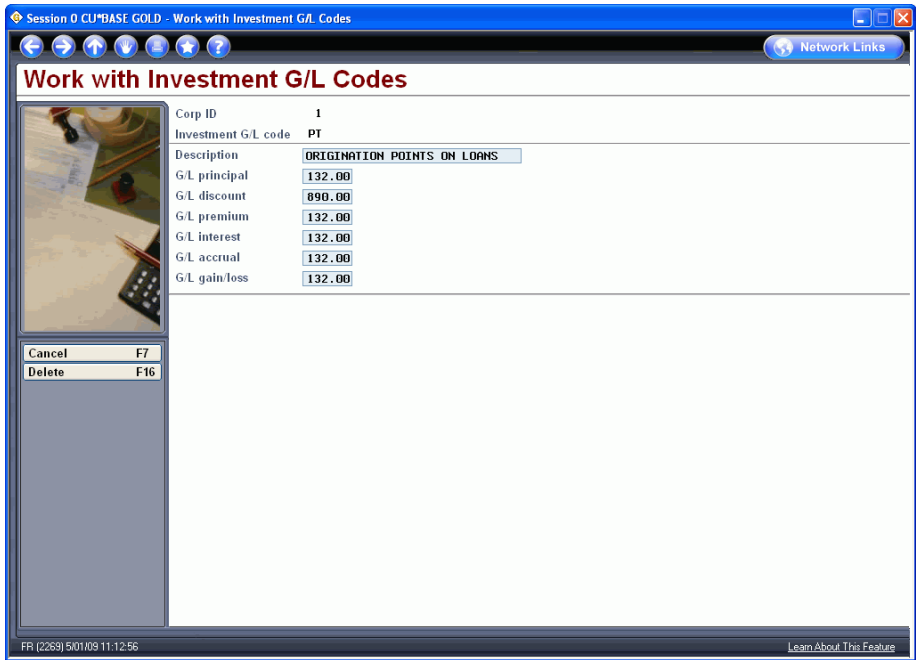 Session 0 CU*BASE GOLD - Work with Investment G/L Codes
Network Links
Work with Investment G/L Codes
Corp ID 1
Investment G/L code PT
Description ORIGINATION POINTS ON LOANS
G/L principal 132.00
G/L discount 890.00
G/L premium 132.00
G/L interest 132.00
G/L accrual 132.00
G/L gain/loss 132.00
Cancel F7
Delete F16
FR (2269) 5/01/09 11:12:56
Learn About This Feature